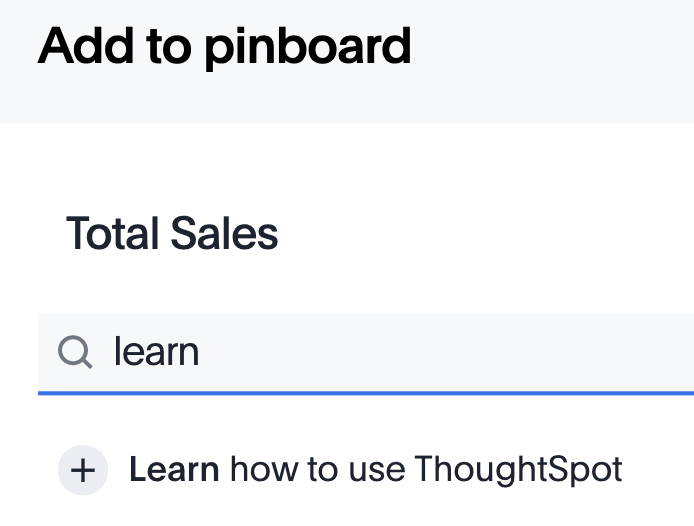 Add to pinboard
Total Sales
learn
Learn how to use ThoughtSpot